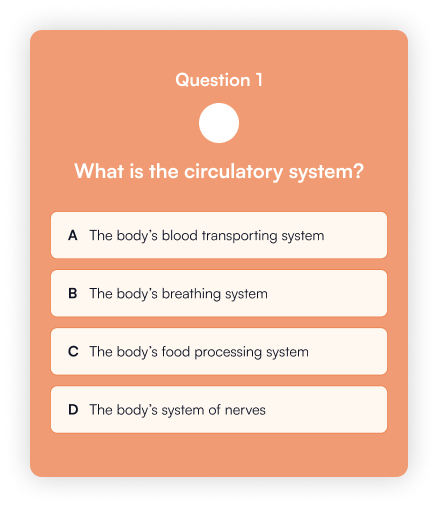 Question 1
What is the circulatory system?
A The body’s blood transporting system
B The body’s breathing system
C The body’s food processing system
D The body’s system of nerves